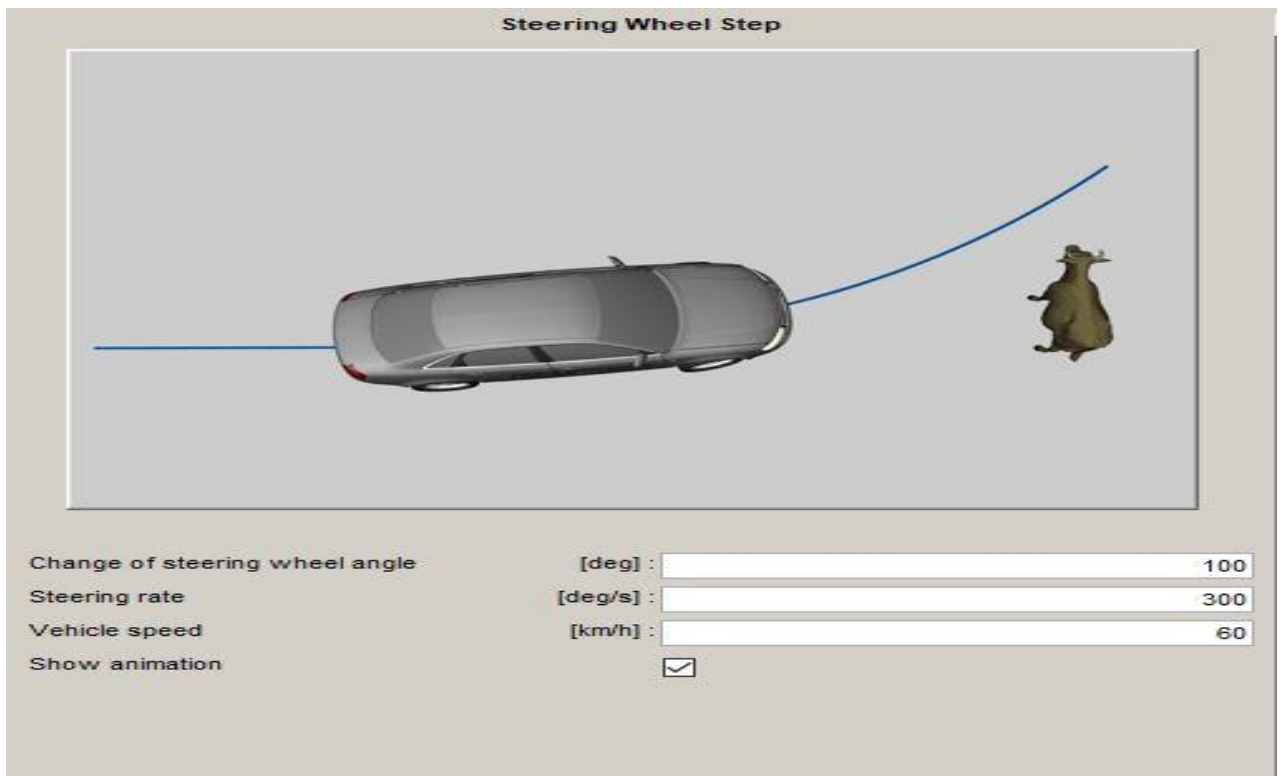 Steering Wheel Step
Change of steering wheel angle [deg] : 100
Steering rate [deg/s] : 300
Vehicle speed [km/h] : 60
Show animation